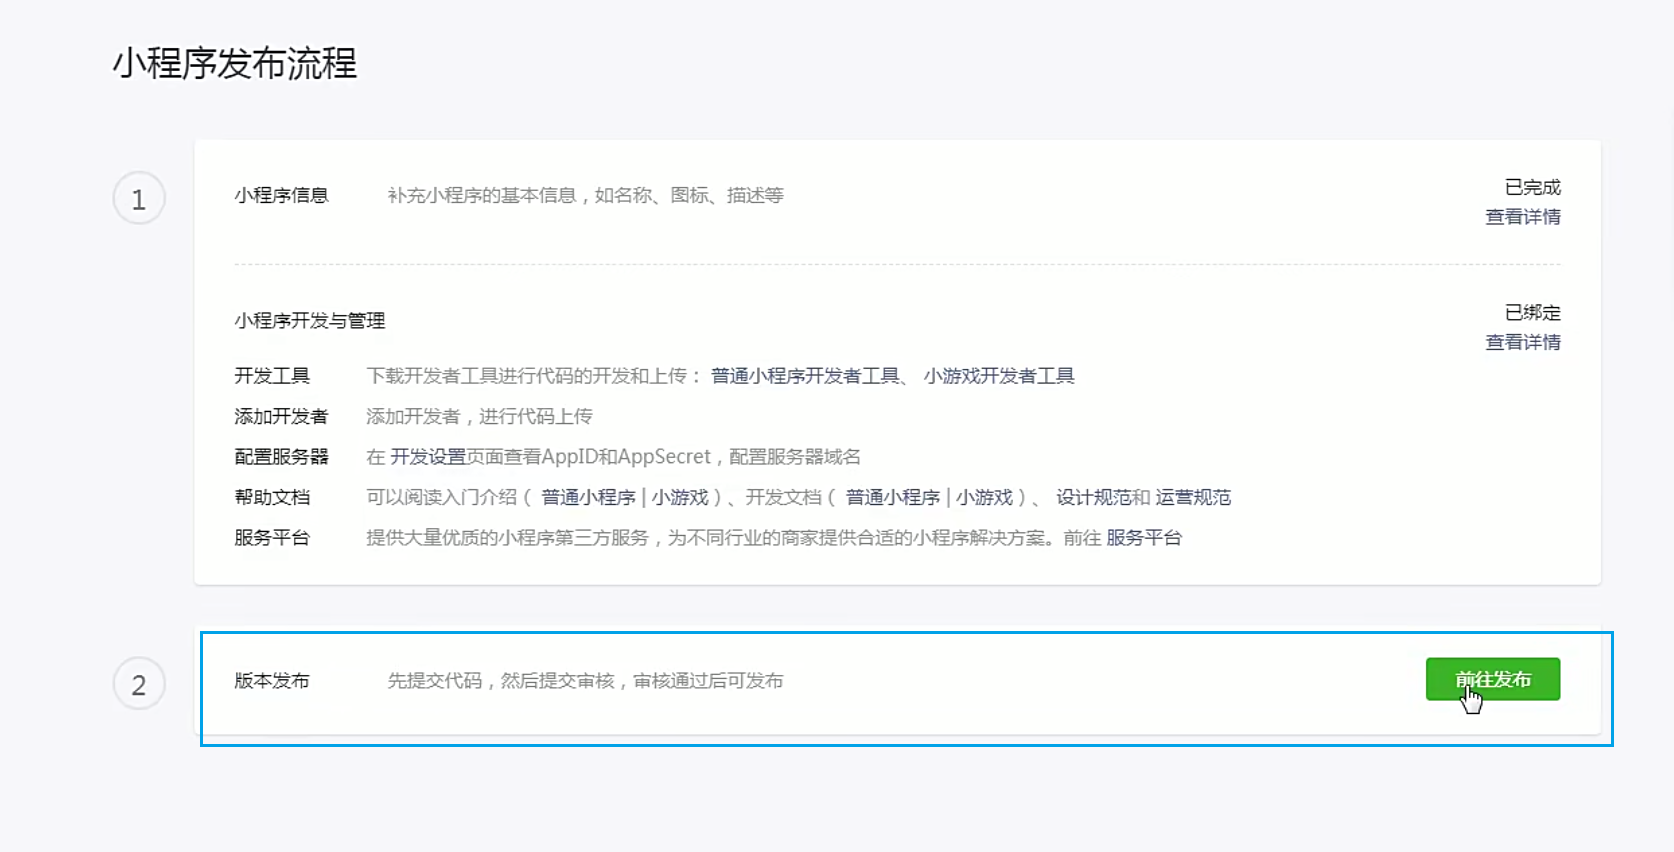 小程序发布流程
1
小程序信息 补充小程序的基本信息，如名称、图标、描述等 已完成
查看详情
小程序开发与管理 已绑定
查看详情
开发工具 下载开发者工具进行代码的开发和上传： 普通小程序开发者工具、 小游戏开发者工具
添加开发者 添加开发者，进行代码上传
配置服务器 在 开发设置页面查看AppID和AppSecret，配置服务器域名
帮助文档 可以阅读入门介绍（ 普通小程序 | 小游戏 ）、开发文档（ 普通小程序 | 小游戏 ）、 设计规范和 运营规范
服务平台 提供大量优质的小程序第三方服务，为不同行业的商家提供合适的小程序解决方案。前往 服务平台
2
版本发布 先提交代码，然后提交审核，审核通过后可发布 前往发布